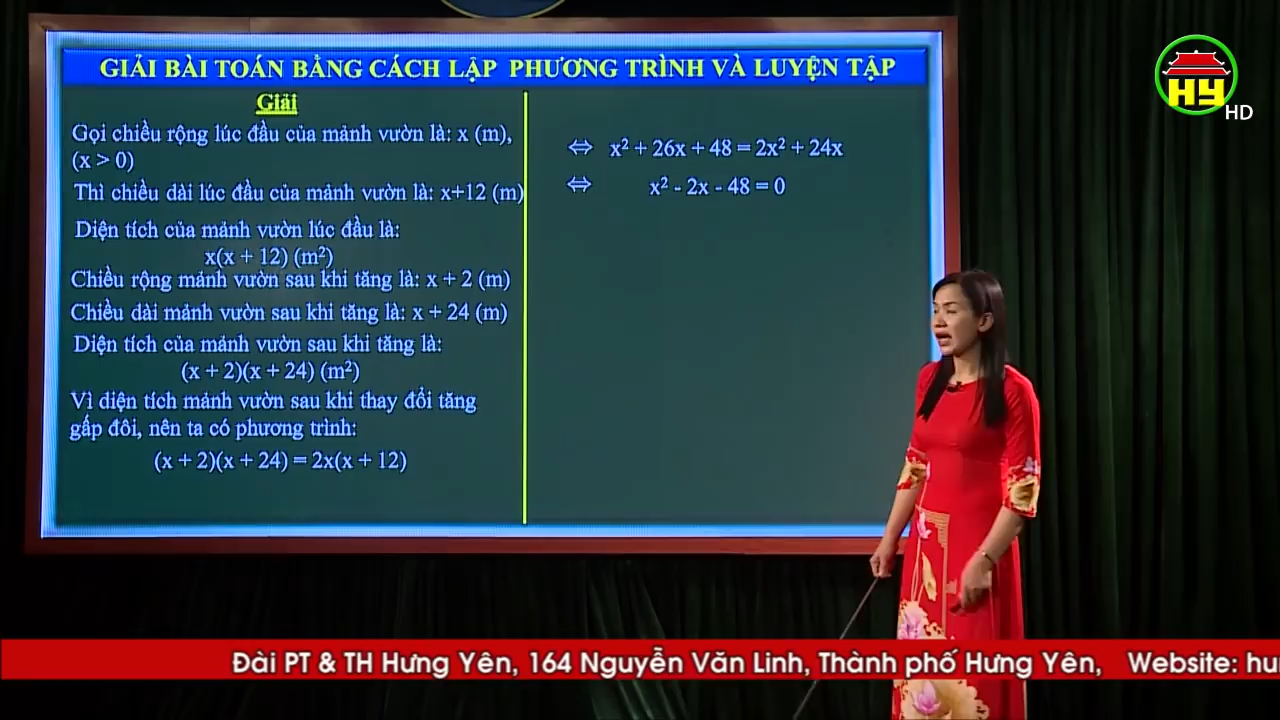 GIẢI BÀI TOÁN BẰNG CÁCH LẬP PHƯƠNG TRÌNH VÀ LUYỆN TẬP
Giải
Gọi chiều rộng lúc đầu của mảnh vườn là: x (m),
(x > 0)
Thì chiều dài lúc đầu của mảnh vườn là: x+12 (m)
Diện tích của mảnh vườn lúc đầu là:
x(x + 12) (m²)
Chiều rộng mảnh vườn sau khi tăng là: x + 2 (m)
Chiều dài mảnh vườn sau khi tăng là: x + 24 (m)
Diện tích của mảnh vườn sau khi tăng là:
(x + 2)(x + 24) (m²)
Vì diện tích mảnh vườn sau khi thay đổi tăng
gấp đôi, nên ta có phương trình:
(x + 2)(x + 24) = 2x(x + 12)
⇔ x² + 26x + 48 = 2x² + 24x
⇔ x² - 2x - 48 = 0
HY
HD
Đài PT & TH Hưng Yên, 164 Nguyễn Văn Linh, Thành phố Hưng Yên, Website: hu